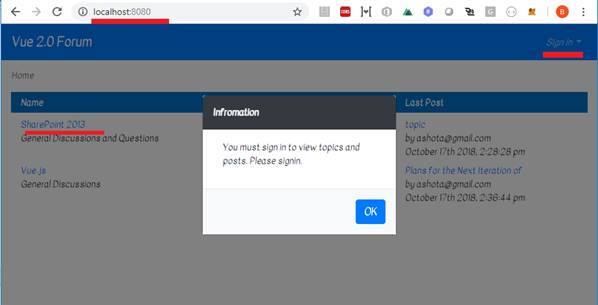 localhost:8080
Vue 2.0 Forum
Sign in
Home
Name
Last Post
SharePoint 2013
General Discussions and Questions
topic
by ashota@gmail.com
October 17th 2018, 2:28:28 pm
Vue.js
General Discussions
Plans for the Next Iteration of
by ashota@gmail.com
October 17th 2018, 2:36:44 pm
Infromation
You must sign in to view topics and
posts. Please signin.
OK